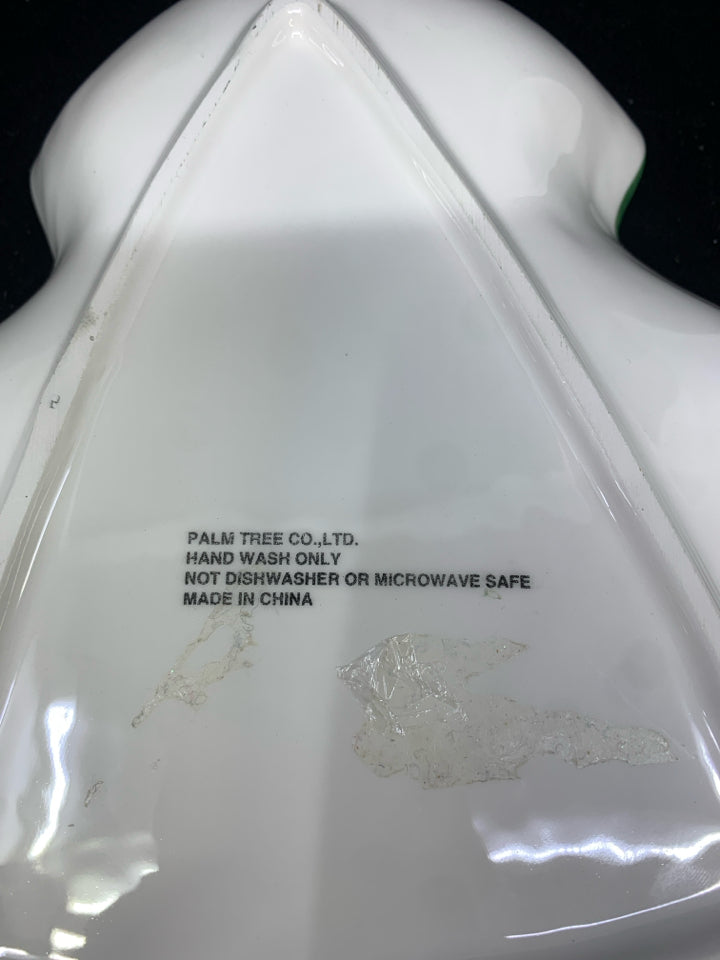 PALM TREE CO.,LTD.
HAND WASH ONLY
NOT DISHWASHER OR MICROWAVE SAFE
MADE IN CHINA